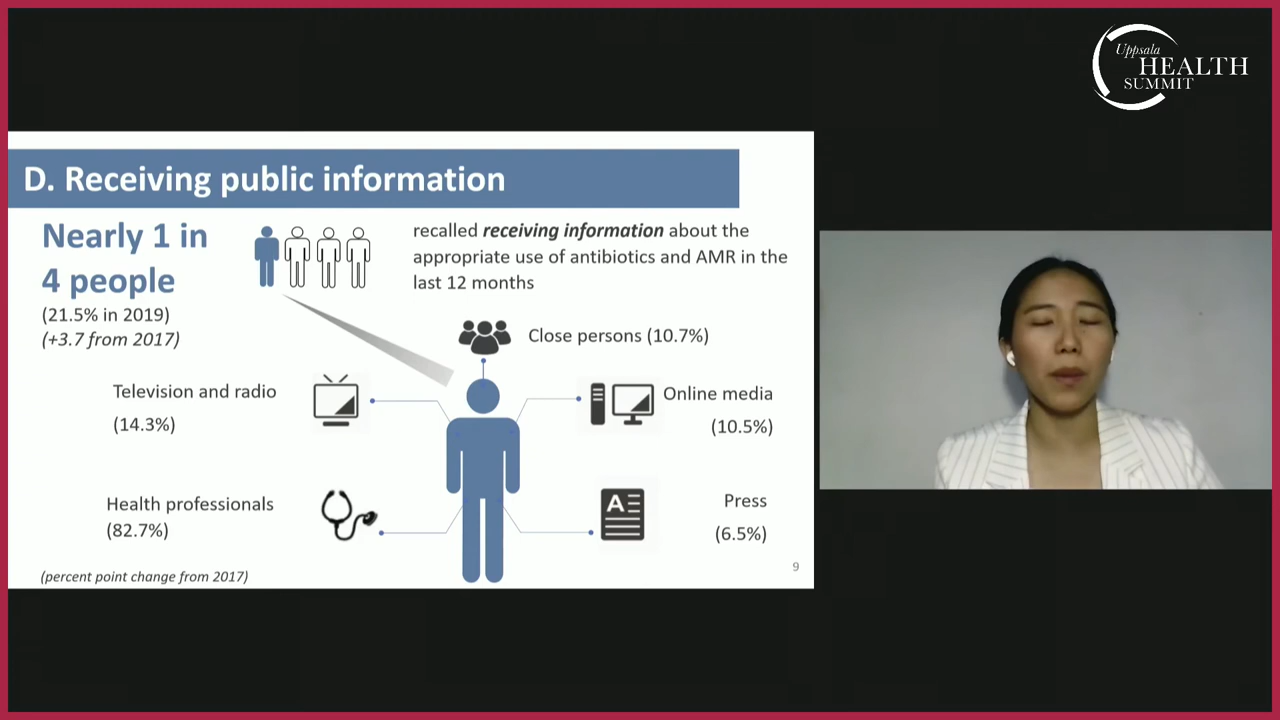 Uppsala
HEALTH
SUMMIT
D. Receiving public information
Nearly 1 in
4 people
(21.5% in 2019)
(+3.7 from 2017)
recalled receiving information about the
appropriate use of antibiotics and AMR in the
last 12 months
Close persons (10.7%)
Television and radio
(14.3%)
Online media
(10.5%)
Health professionals
(82.7%)
A
Press
(6.5%)
(percent point change from 2017)
9